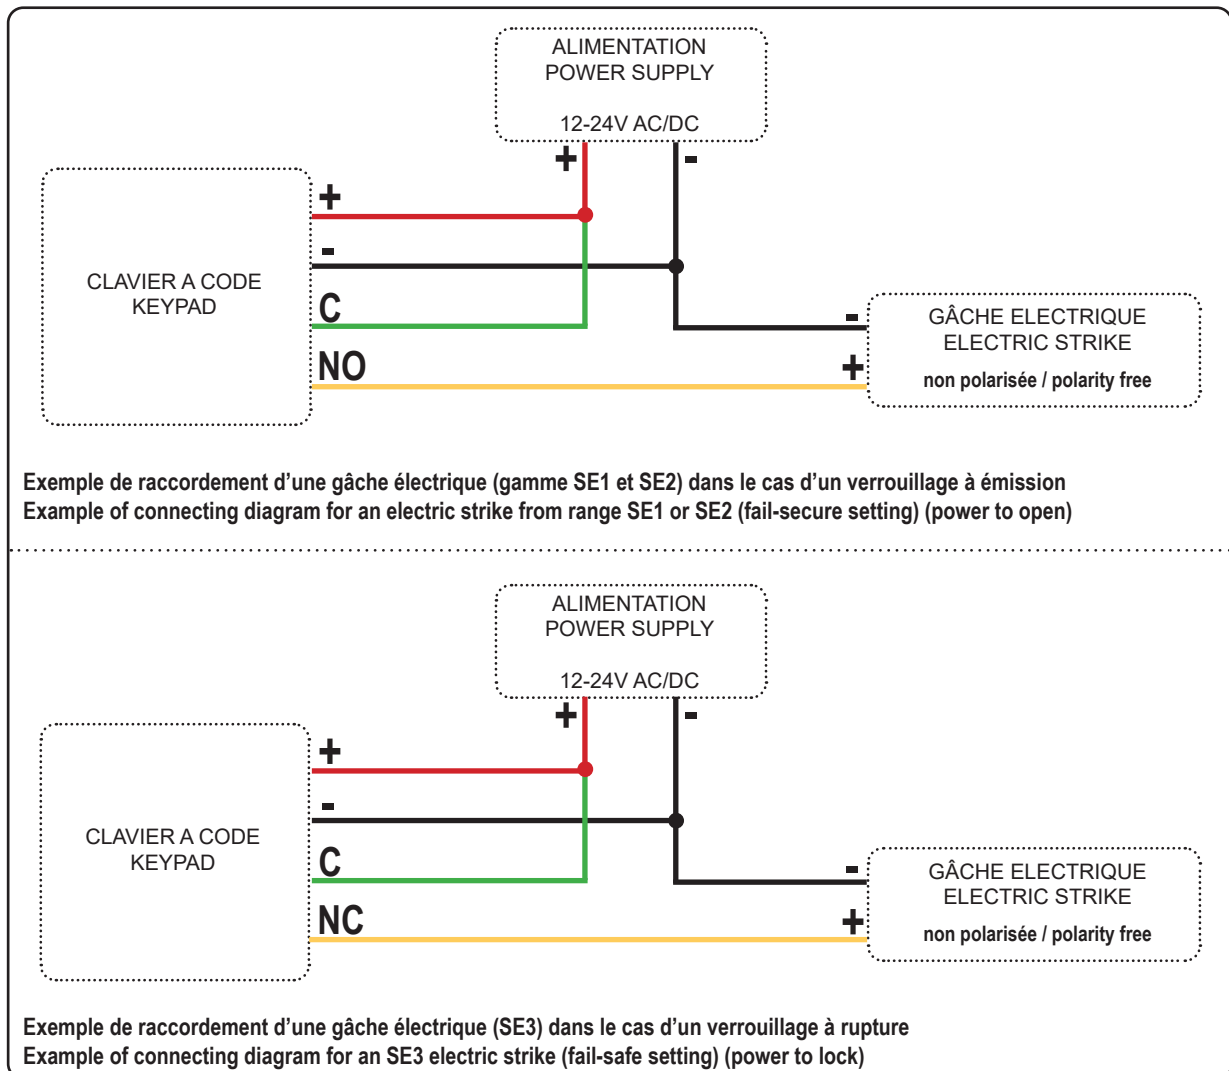 ALIMENTATION
POWER SUPPLY
12-24V AC/DC
+
-
+
-
CLAVIER A CODE
KEYPAD
C
NO
-
+
GÂCHE ELECTRIQUE
ELECTRIC STRIKE
non polarisée / polarity free
Exemple de raccordement d’une gâche électrique (gamme SE1 et SE2) dans le cas d’un verrouillage à émission
Example of connecting diagram for an electric strike from range SE1 or SE2 (fail-secure setting) (power to open)
ALIMENTATION
POWER SUPPLY
12-24V AC/DC
+
-
+
-
CLAVIER A CODE
KEYPAD
C
NC
-
+
GÂCHE ELECTRIQUE
ELECTRIC STRIKE
non polarisée / polarity free
Exemple de raccordement d’une gâche électrique (SE3) dans le cas d’un verrouillage à rupture
Example of connecting diagram for an SE3 electric strike (fail-safe setting) (power to lock)